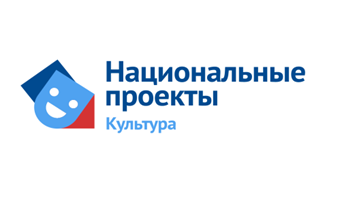 Национальные
проекты
Культура